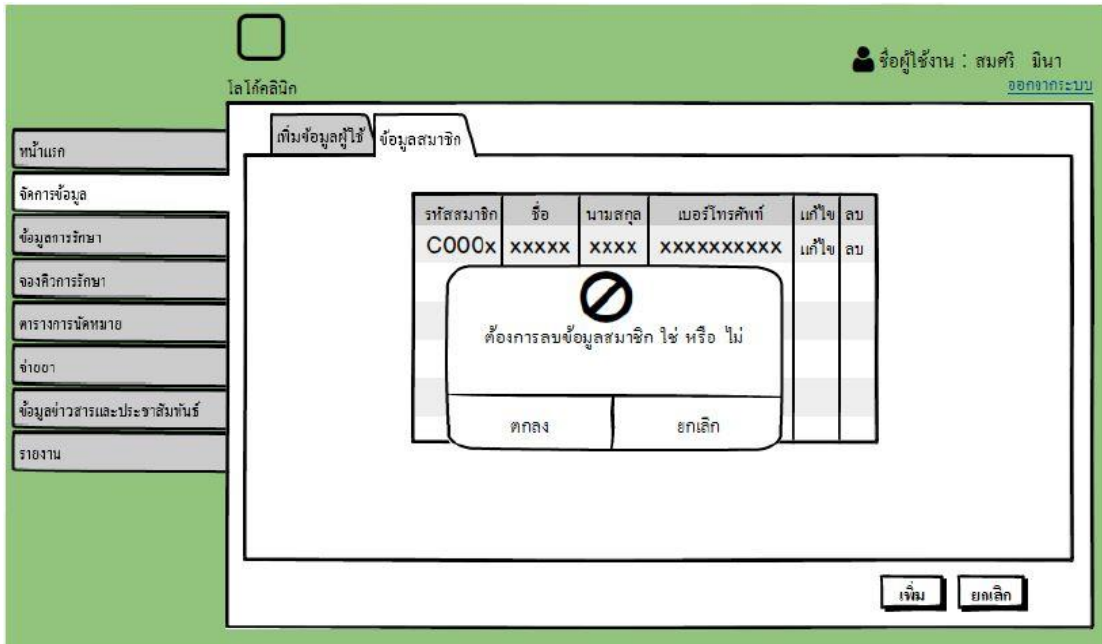 ชื่อผู้ใช้งาน : สมศรี มีนา
ออกจากระบบ
โลโก้คลินิก
หน้าแรก
จัดการข้อมูล
ข้อมูลการรักษา
จองคิวการรักษา
ตารางการนัดหมาย
จ่ายยา
ข้อมูลข่าวสารและประชาสัมพันธ์
รายงาน
เพิ่มข้อมูลผู้ใช้ ข้อมูลสมาชิก
รหัสสมาชิก ชื่อ นามสกุล เบอร์โทรศัพท์ แก้ไข ลบ
C000x xxxxx xxxx xxxxxxxxxx แก้ไข ลบ
ต้องการลบข้อมูลสมาชิก ใช่ หรือ ไม่
ตกลง ยกเลิก
เพิ่ม ยกเลิก